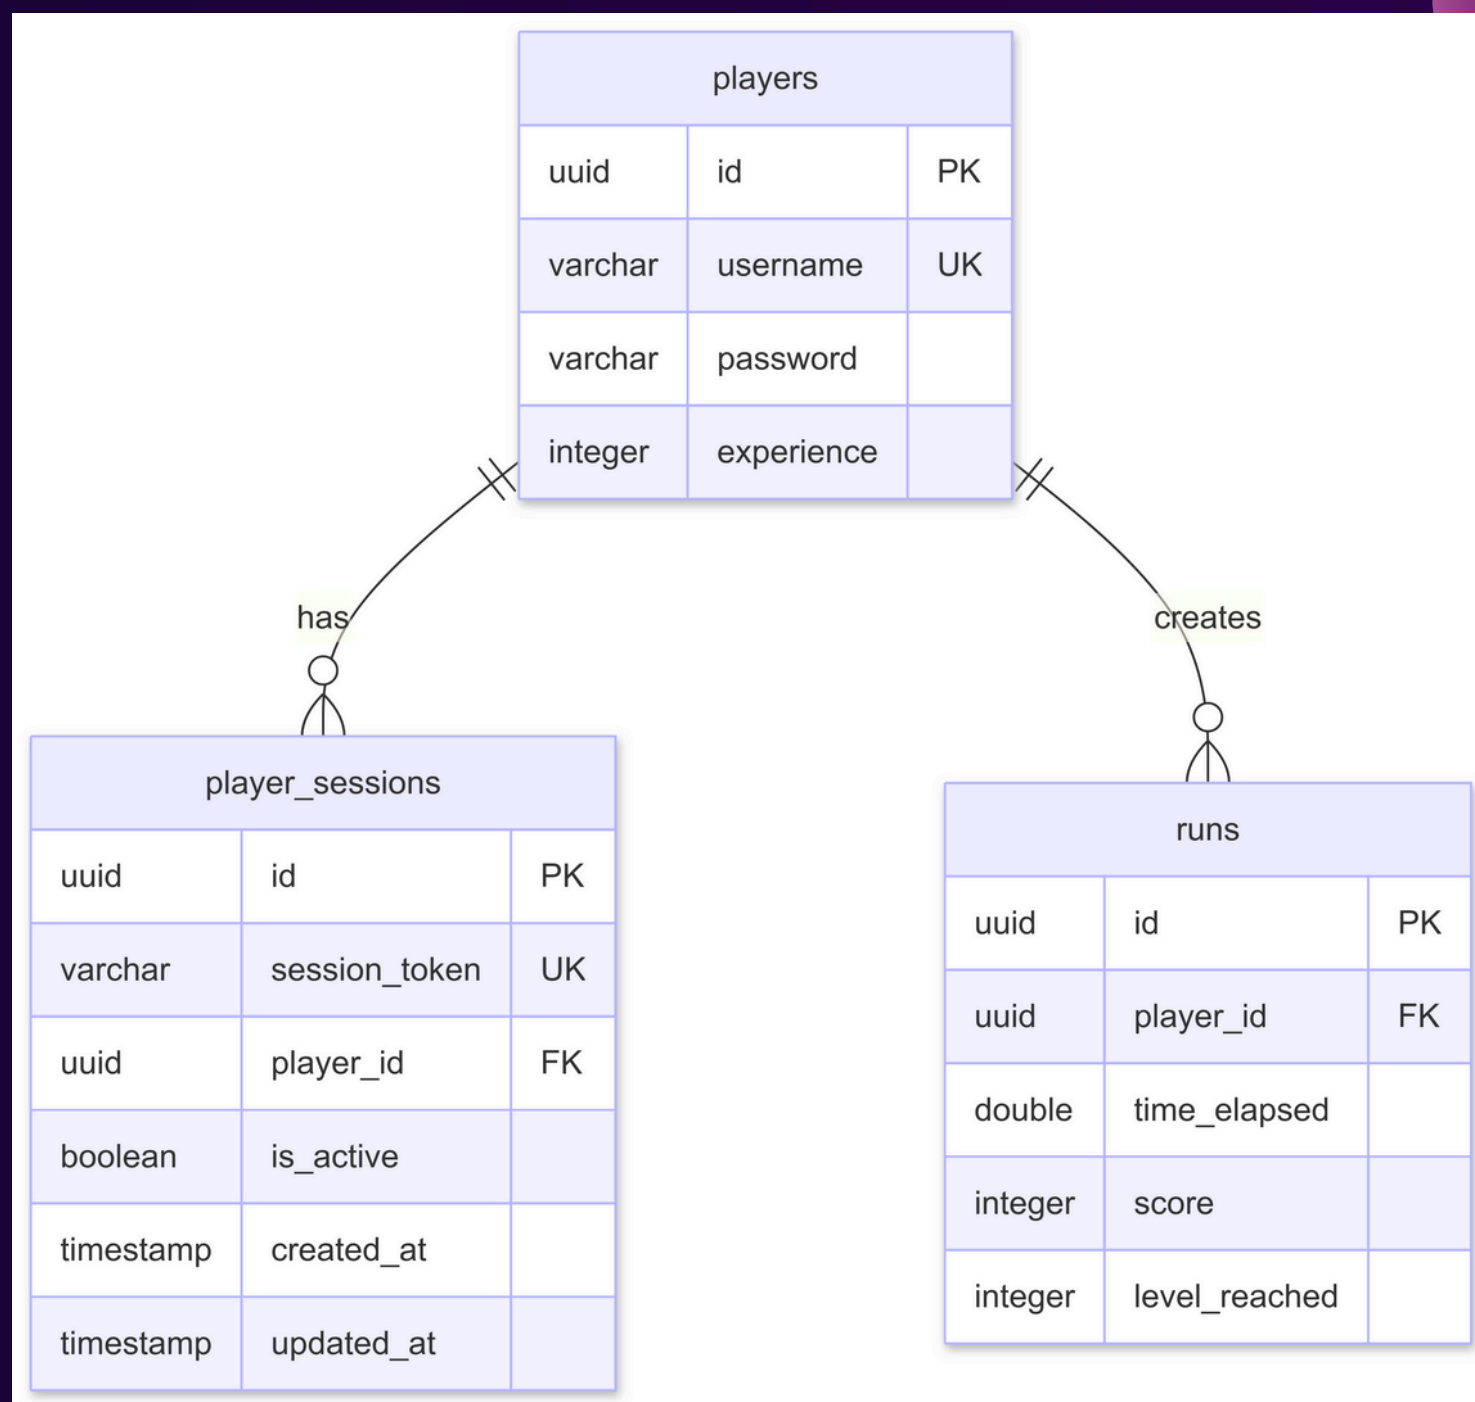 players
uuid id PK
varchar username UK
varchar password
integer experience
has
creates
player_sessions
uuid id PK
varchar session_token UK
uuid player_id FK
boolean is_active
timestamp created_at
timestamp updated_at
runs
uuid id PK
uuid player_id FK
double time_elapsed
integer score
integer level_reached